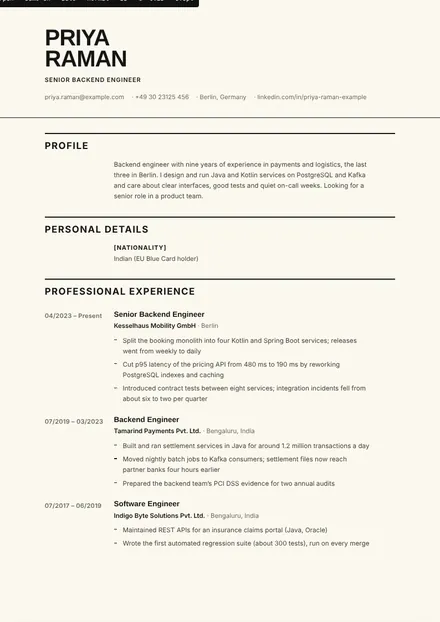 PRIYA
RAMAN
SENIOR BACKEND ENGINEER
priya.raman@example.com · +49 30 23125 456 · Berlin, Germany · linkedin.com/in/priya-raman-example
PROFILE
Backend engineer with nine years of experience in payments and logistics, the last
three in Berlin. I design and run Java and Kotlin services on PostgreSQL and Kafka
and care about clear interfaces, good tests and quiet on-call weeks. Looking for a
senior role in a product team.
PERSONAL DETAILS
[NATIONALITY]
Indian (EU Blue Card holder)
PROFESSIONAL EXPERIENCE
04/2023 – Present Senior Backend Engineer
Kesselhaus Mobility GmbH · Berlin
– Split the booking monolith into four Kotlin and Spring Boot services; releases
went from weekly to daily
– Cut p95 latency of the pricing API from 480 ms to 190 ms by reworking
PostgreSQL indexes and caching
– Introduced contract tests between eight services; integration incidents fell from
about six to two per quarter
07/2019 – 03/2023 Backend Engineer
Tamarind Payments Pvt. Ltd. · Bengaluru, India
– Built and ran settlement services in Java for around 1.2 million transactions a day
– Moved nightly batch jobs to Kafka consumers; settlement files now reach
partner banks four hours earlier
– Prepared the backend team's PCI DSS evidence for two annual audits
07/2017 – 06/2019 Software Engineer
Indigo Byte Solutions Pvt. Ltd. · Bengaluru, India
– Maintained REST APIs for an insurance claims portal (Java, Oracle)
– Wrote the first automated regression suite (about 300 tests), run on every merge